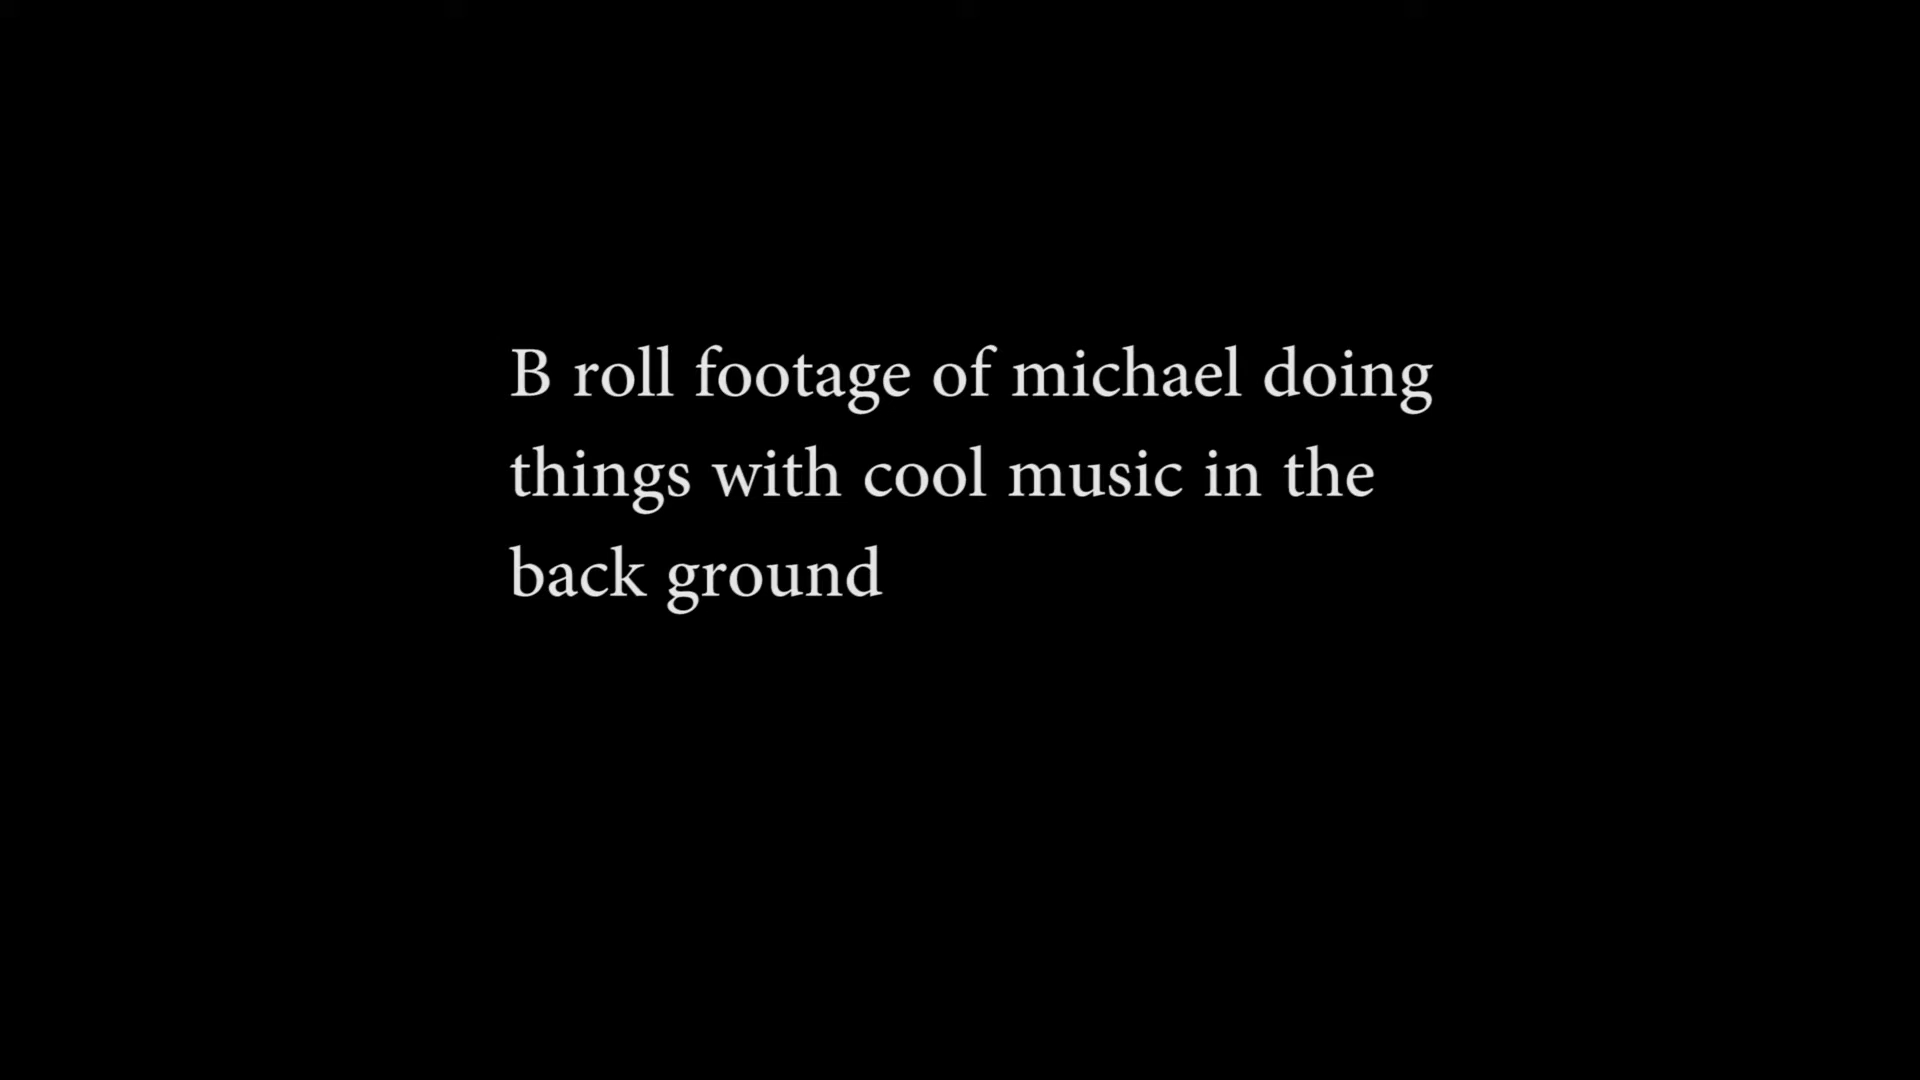 B roll footage of michael doing
things with cool music in the
back ground